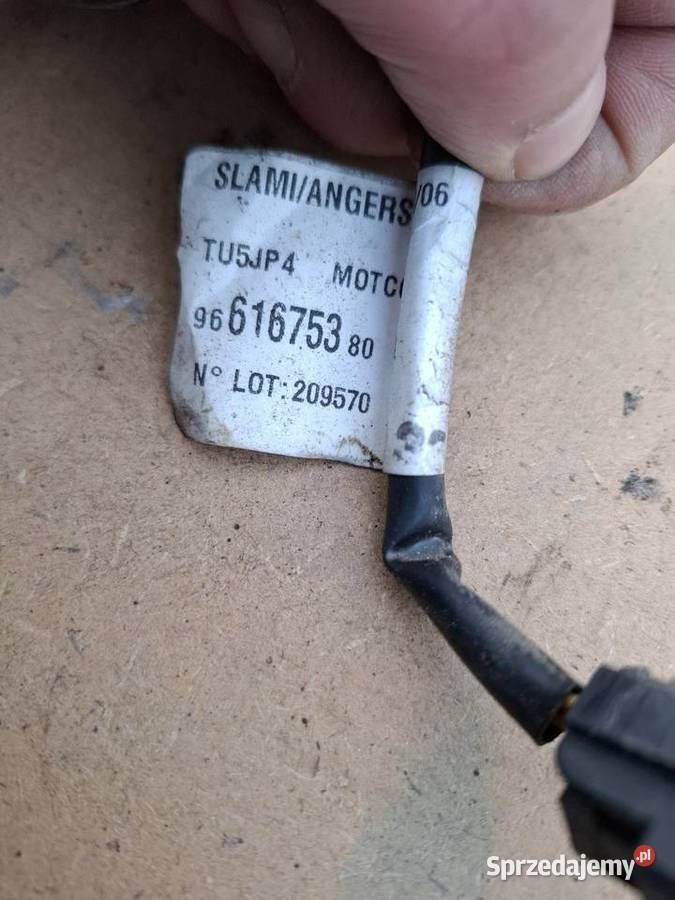 SLAMI/ANGERS
/06
TU5JP4
96 616753 80
N° LOT: 209570
Sprzedajemy.pl